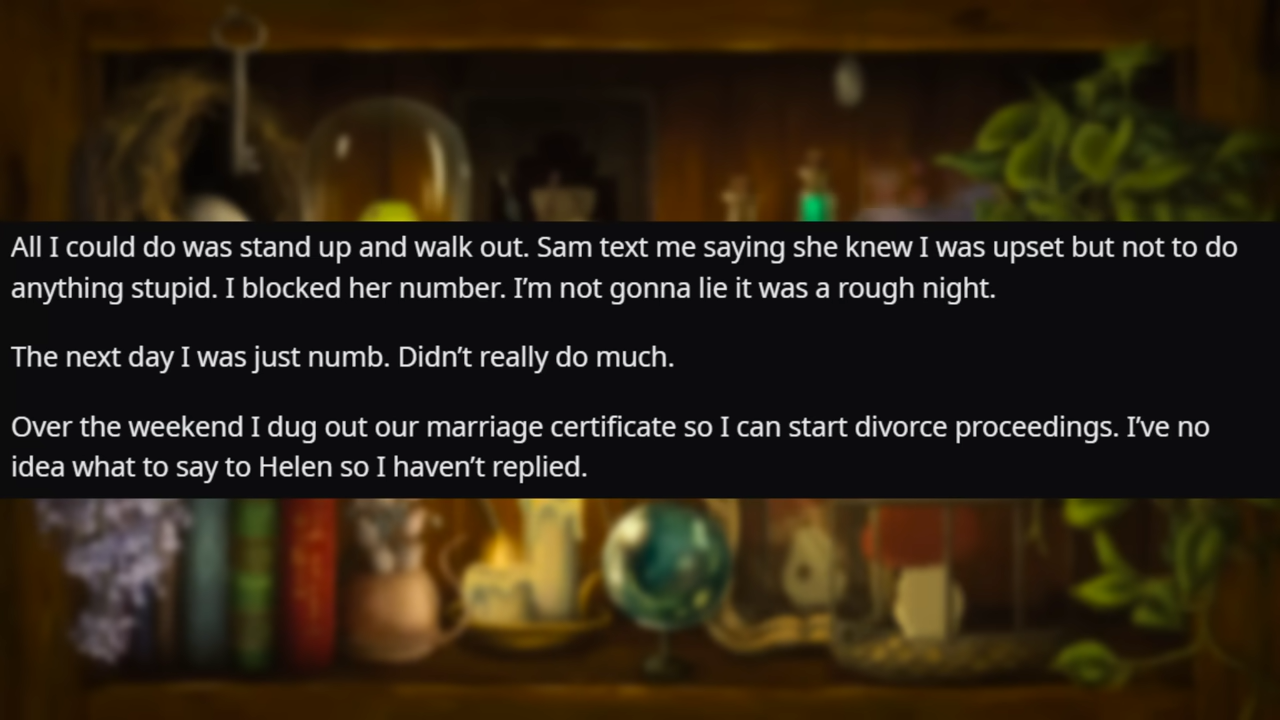 All I could do was stand up and walk out. Sam text me saying she knew I was upset but not to do
anything stupid. I blocked her number. I’m not gonna lie it was a rough night.
The next day I was just numb. Didn’t really do much.
Over the weekend I dug out our marriage certificate so I can start divorce proceedings. I’ve no
idea what to say to Helen so I haven’t replied.